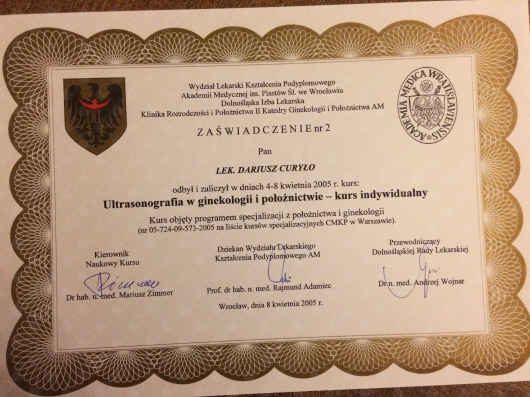 Wydział Lekarski Kształcenia Podyplomowego
Akademii Medycznej im. Piastów Śl. we Wrocławiu
Dolnośląska Izba Lekarska
Klinika Rozrodczości i Położnictwa II Katedry Ginekologii i Położnictwa AM
ACADEMIA MEDICA WRATISLAVIENSIS
ZAŚWIADCZENIE nr 2
Pan
LEK. DARIUSZ CURYŁO
odbył i zaliczył w dniach 4-8 kwietnia 2005 r. kurs:
Ultrasonografia w ginekologii i położnictwie – kurs indywidualny
Kurs objęty programem specjalizacji z położnictwa i ginekologii
(nr 05-724-09-573-2005 na liście kursów specjalizacyjnych CMKP w Warszawie).
Kierownik
Naukowy Kursu
Dr hab. n. med. Mariusz Zimmer
Dziekan Wydziału Lekarskiego
Kształcenia Podyplomowego AM
Prof. dr hab. n. med. Rajmund Adamiec
Przewodniczący
Dolnośląskiej Rady Lekarskiej
Dr n. med. Andrzej Wojnar
Wrocław, dnia 8 kwietnia 2005 r.